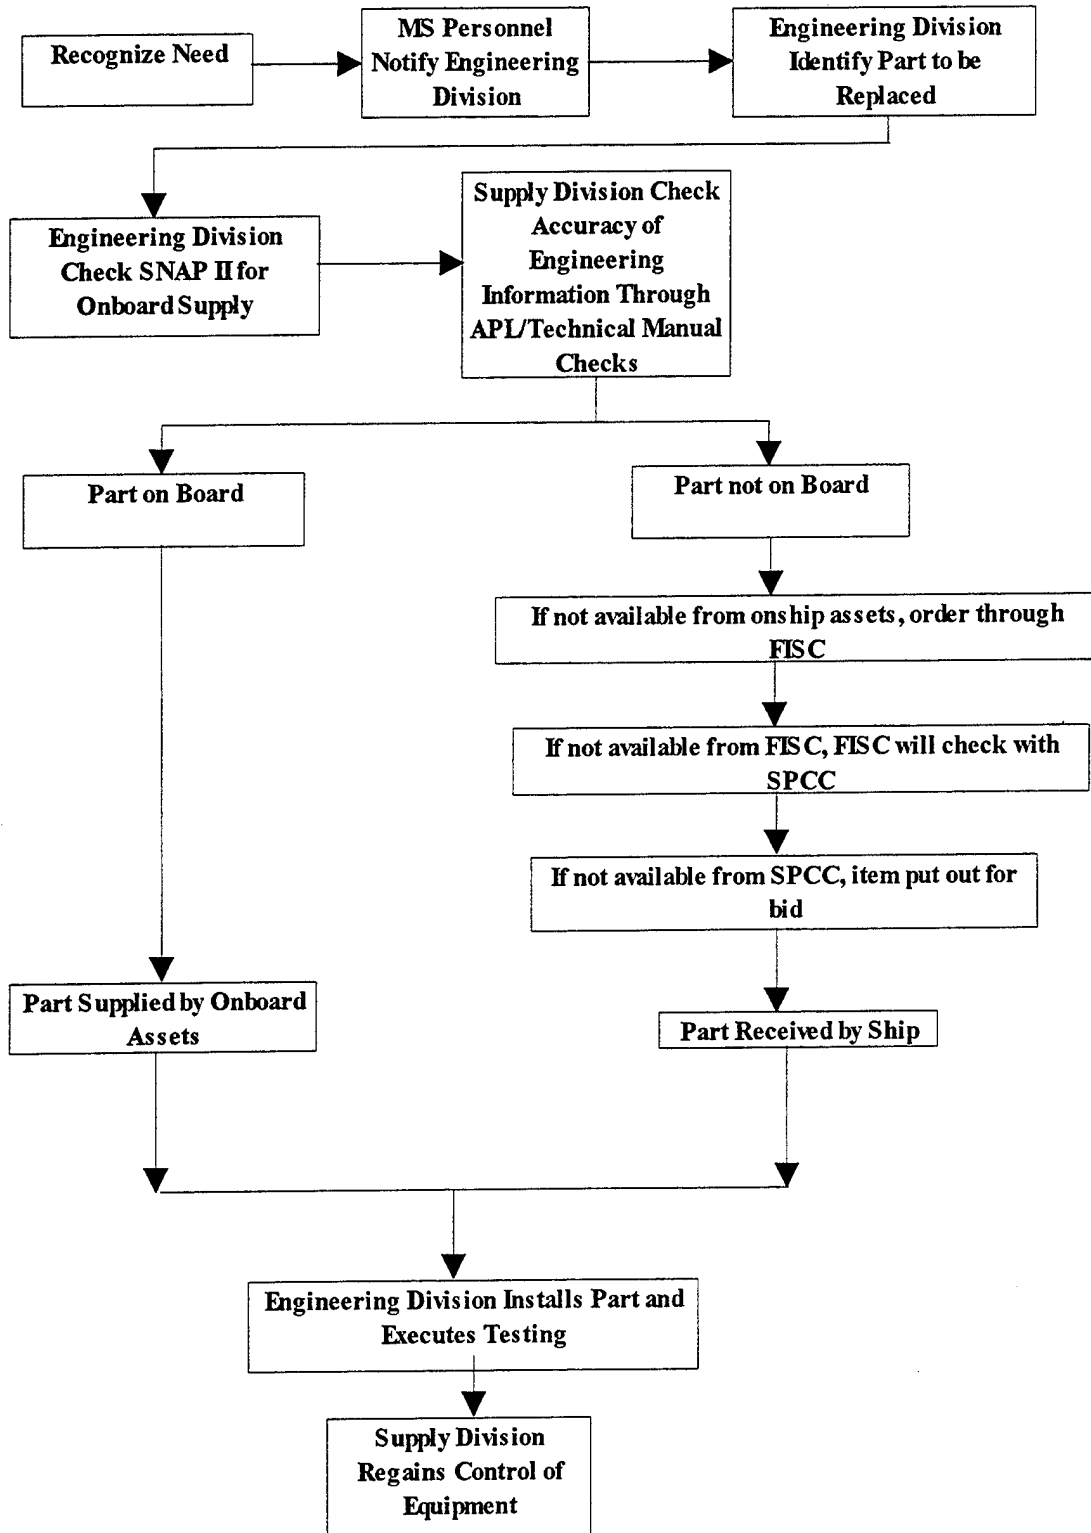 Recognize Need
MS Personnel
Notify Engineering
Division
Engineering Division
Identify Part to be
Replaced
Engineering Division
Check SNAP II for
Onboard Supply
Supply Division Check
Accuracy of
Engineering
Information Through
APL/Technical Manual
Checks
Part on Board
Part not on Board
If not available from onship assets, order through
FISC
If not available from FISC, FISC will check with
SPCC
If not available from SPCC, item put out for
bid
Part Supplied by Onboard
Assets
Part Received by Ship
Engineering Division Installs Part and
Executes Testing
Supply Division
Regains Control of
Equipment